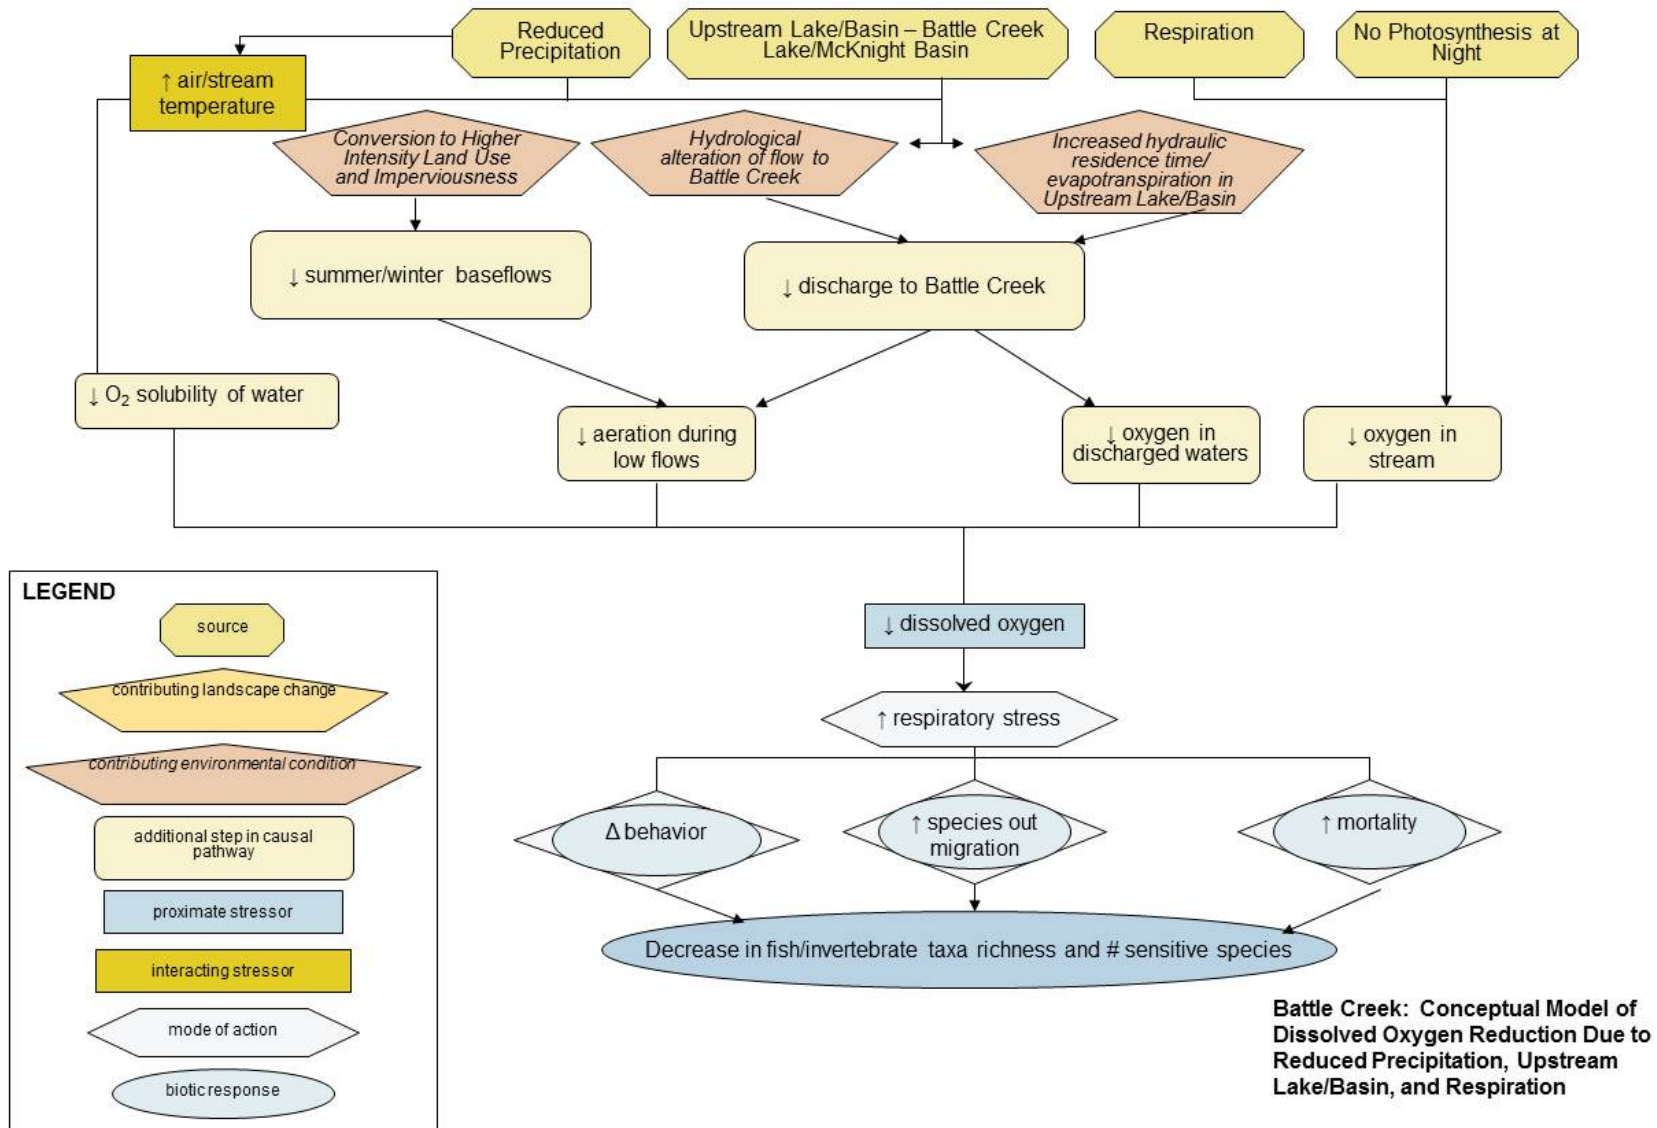 Reduced
Precipitation
Upstream Lake/Basin – Battle Creek
Lake/McKnight Basin
Respiration
No Photosynthesis at
Night
↑ air/stream
temperature
Conversion to Higher
Intensity Land Use
and Imperviousness
Hydrological
alteration of flow to
Battle Creek
Increased hydraulic
residence time/
evapotranspiration in
Upstream Lake/Basin
↓ summer/winter baseflows
↓ discharge to Battle Creek
↓ O₂ solubility of water
↓ aeration during
low flows
↓ oxygen in
discharged waters
↓ oxygen in
stream
↓ dissolved oxygen
↑ respiratory stress
Δ behavior
↑ species out
migration
↑ mortality
Decrease in fish/invertebrate taxa richness and # sensitive species
LEGEND
source
contributing landscape change
contributing environmental condition
additional step in causal
pathway
proximate stressor
interacting stressor
mode of action
biotic response
Battle Creek: Conceptual Model of
Dissolved Oxygen Reduction Due to
Reduced Precipitation, Upstream
Lake/Basin, and Respiration